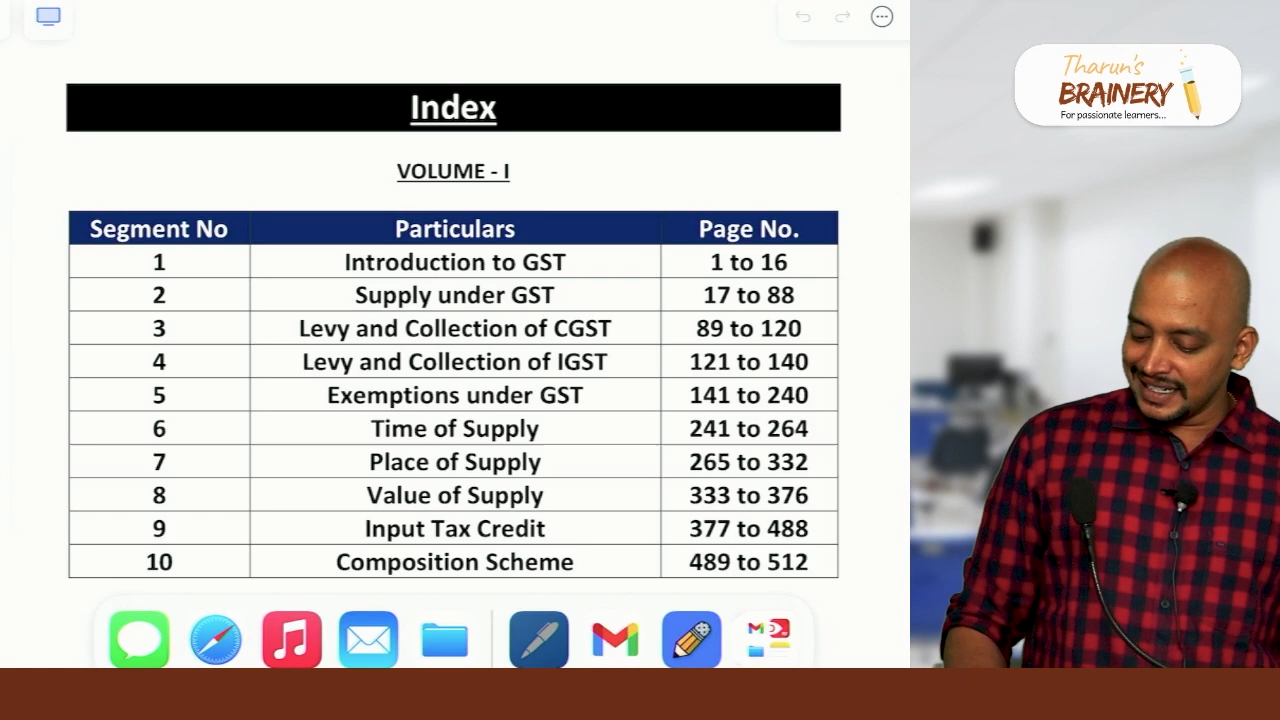 Index
VOLUME - I
Segment No Particulars Page No.
1 Introduction to GST 1 to 16
2 Supply under GST 17 to 88
3 Levy and Collection of CGST 89 to 120
4 Levy and Collection of IGST 121 to 140
5 Exemptions under GST 141 to 240
6 Time of Supply 241 to 264
7 Place of Supply 265 to 332
8 Value of Supply 333 to 376
9 Input Tax Credit 377 to 488
10 Composition Scheme 489 to 512
Tharun's
BRAINERY
For passionate learners...